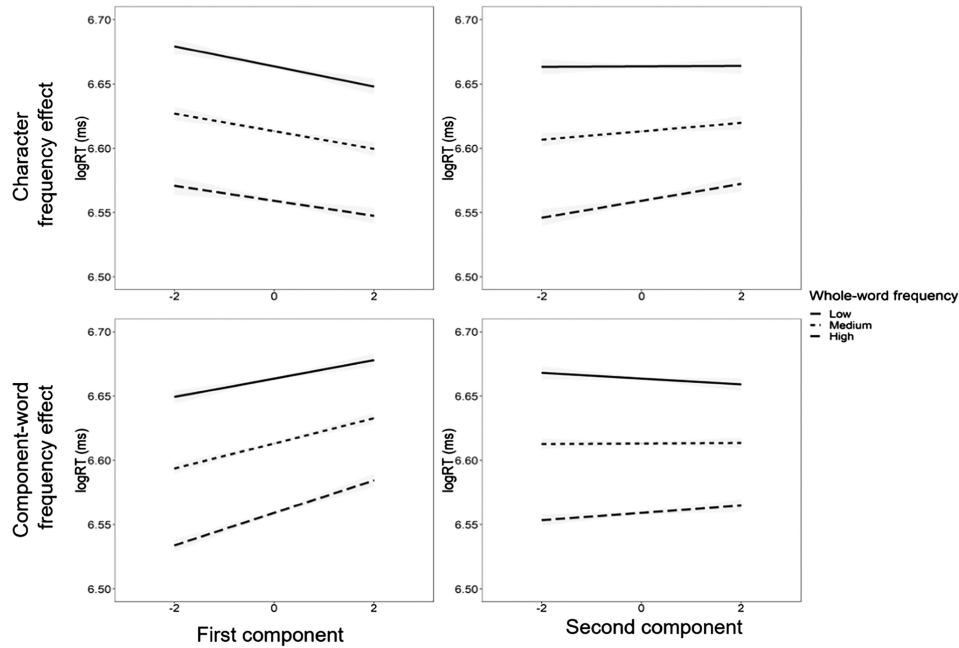 Character
frequency effect
logRT (ms)
6.70
6.65
6.60
6.55
6.50
-2 0 2
logRT (ms)
6.70
6.65
6.60
6.55
6.50
-2 0 2
Whole-word frequency
Low
Medium
High
Component-word
frequency effect
logRT (ms)
6.70
6.65
6.60
6.55
6.50
-2 0 2
First component
logRT (ms)
6.70
6.65
6.60
6.55
6.50
-2 0 2
Second component